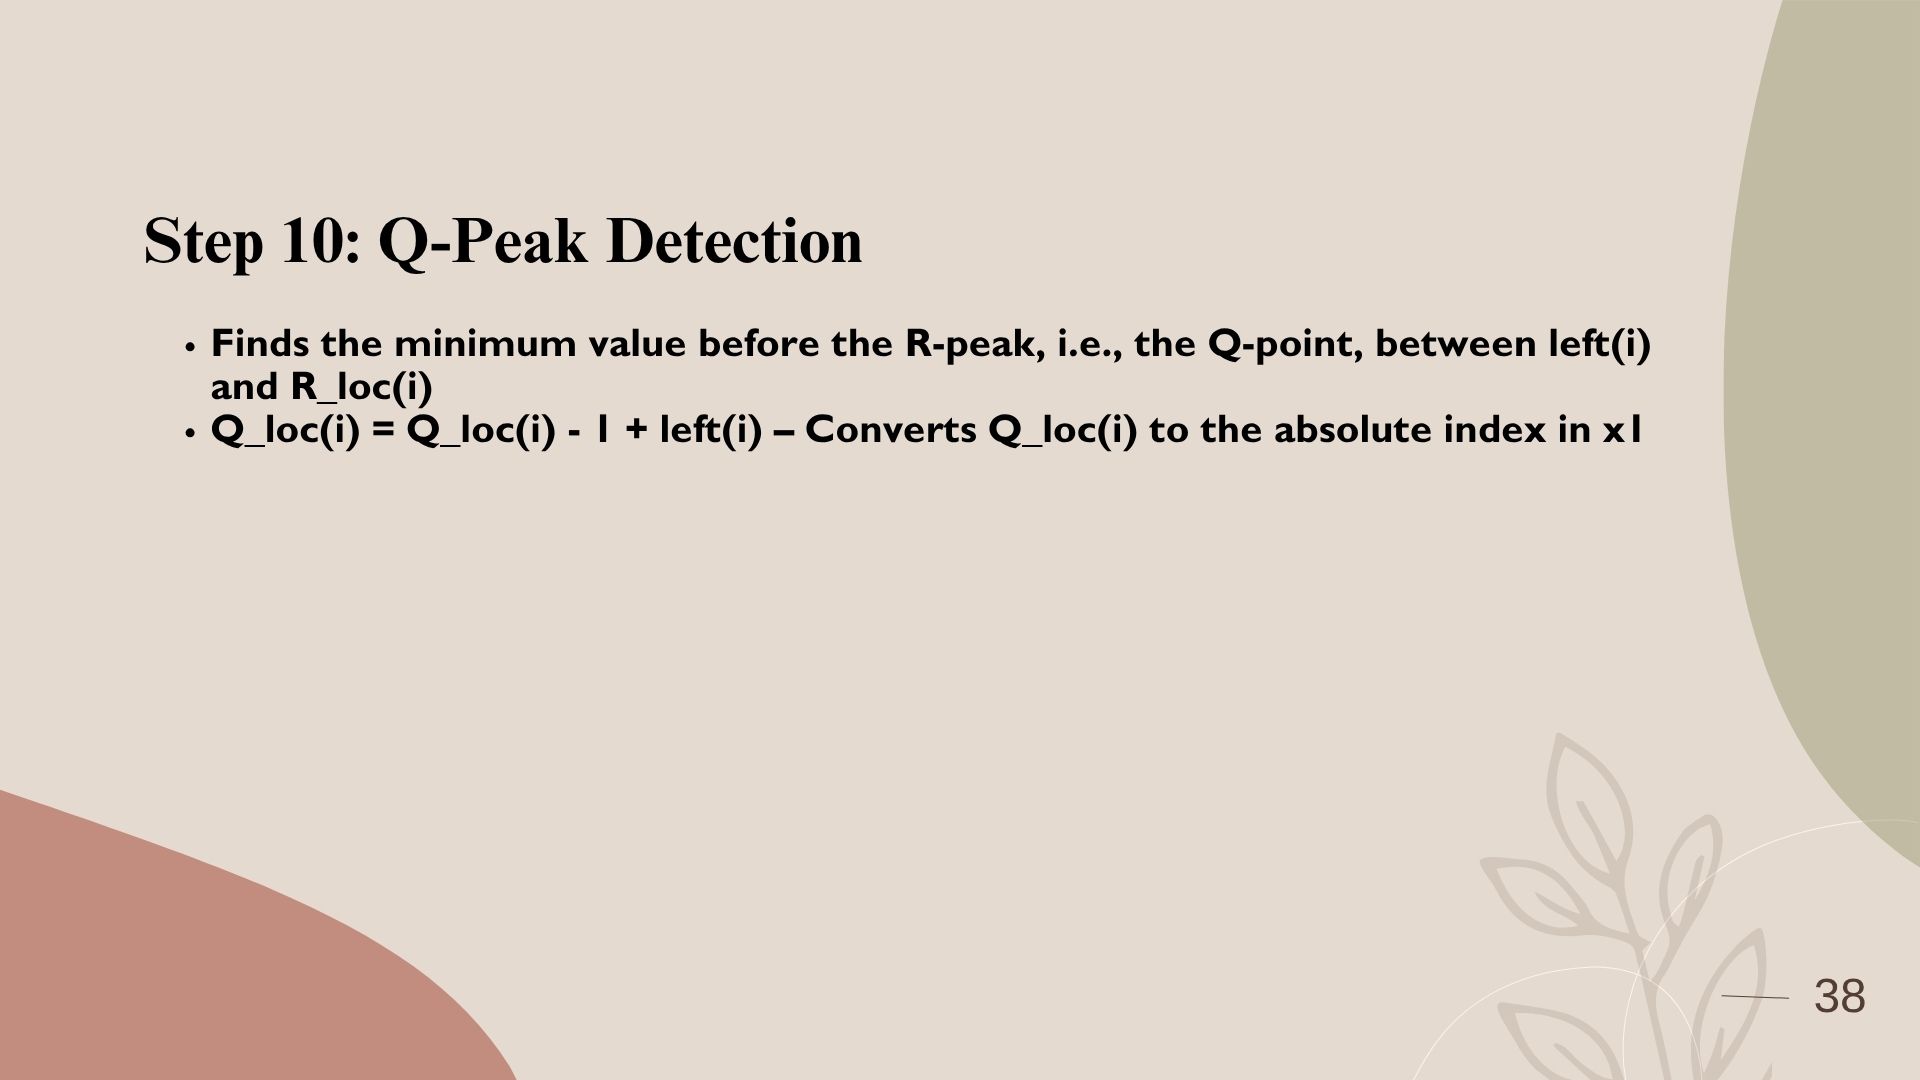 Step 10: Q-Peak Detection
• Finds the minimum value before the R-peak, i.e., the Q-point, between left(i)
and R_loc(i)
• Q_loc(i) = Q_loc(i) - 1 + left(i) – Converts Q_loc(i) to the absolute index in x1
38